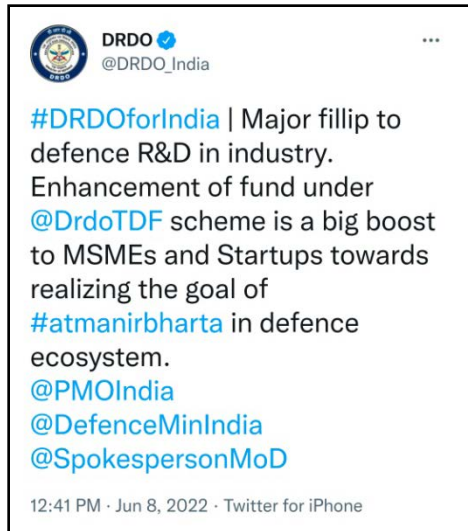 DRDO
@DRDO_India
#DRDOforIndia | Major fillip to
defence R&D in industry.
Enhancement of fund under
@DrdoTDF scheme is a big boost
to MSMEs and Startups towards
realizing the goal of
#atmanirbharta in defence
ecosystem.
@PMOIndia
@DefenceMinIndia
@SpokespersonMoD
12:41 PM · Jun 8, 2022 · Twitter for iPhone